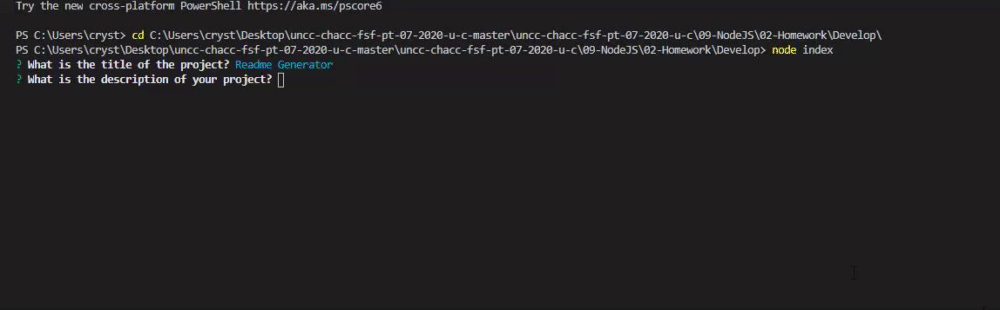 Try the new cross-platform PowerShell https://aka.ms/pscore6
PS C:\Users\cryst> cd C:\Users\cryst\Desktop\uncc-chacc-fsf-pt-07-2020-u-c-master\uncc-chacc-fsf-pt-07-2020-u-c\09-NodeJS\02-Homework\Develop\
PS C:\Users\cryst\Desktop\uncc-chacc-fsf-pt-07-2020-u-c-master\uncc-chacc-fsf-pt-07-2020-u-c\09-NodeJS\02-Homework\Develop> node index
? What is the title of the project? Readme Generator
? What is the description of your project?